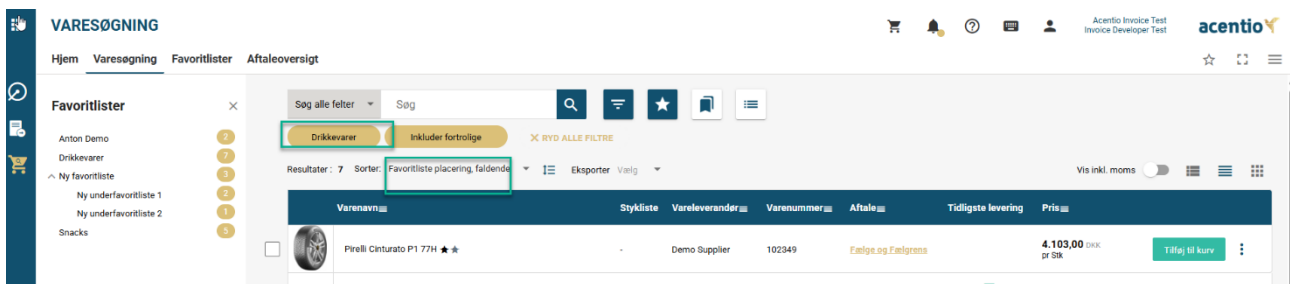 VARESØGNING
Acentio Invoice Test
Invoice Developer Test
acentio
Hjem Varesøgning Favoritlister Aftaleoversigt
Favoritlister
Anton Demo 2
Drikkevarer 7
Ny favoritliste 3
Ny underfavoritliste 1 2
Ny underfavoritliste 2 1
Snacks 5
Søg alle felter Søg
Drikkevarer Inkluder fortrolige RYD ALLE FILTRE
Resultater : 7 Sorter: Favoritliste placering, faldende Eksporter Vælg Vis inkl. moms
Varenavn Stykliste Vareleverandør Varenummer Aftale Tidligste levering Pris
Pirelli Cinturato P1 77H - Demo Supplier 102349 Fælge og Fælgrens 4.103,00 DKK
pr Stk
Tilføj til kurv